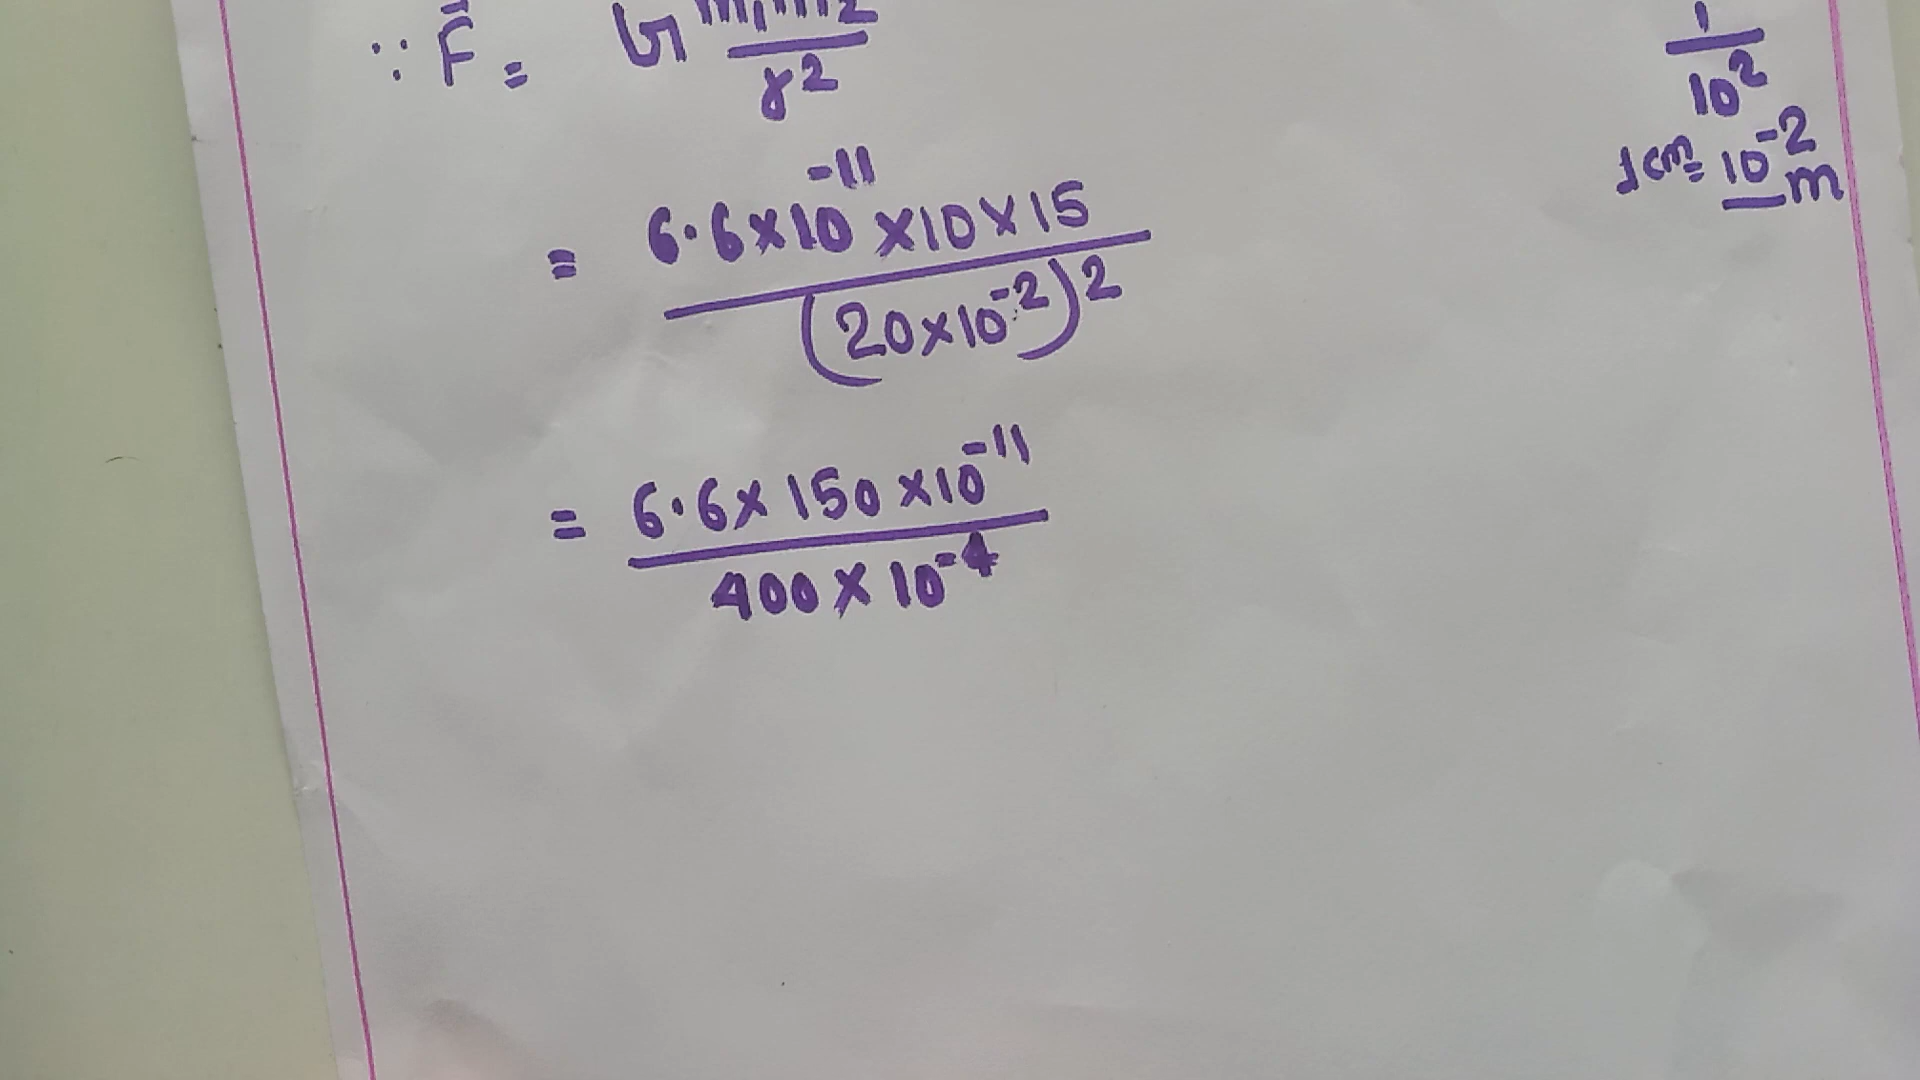 ∵ F̄ = G m₁m₂ / r²
= 6.6×10⁻¹¹ ×10×15 / (20×10⁻²)²
= 6.6×150×10⁻¹¹ / 400×10⁻⁴
1 / 10²
1cm = 10⁻² m